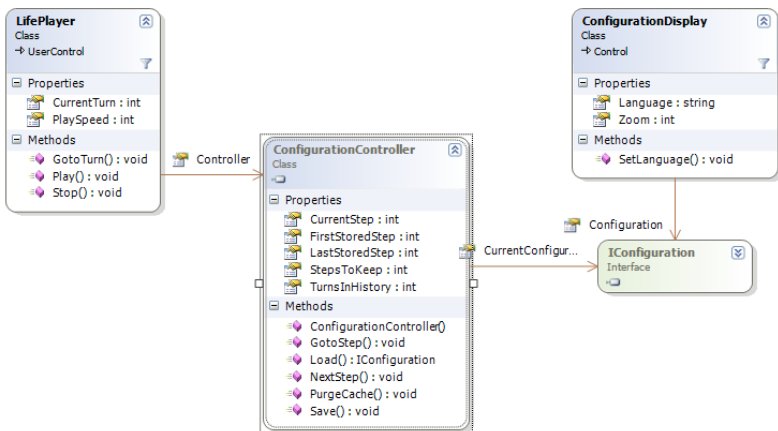 LifePlayer
Class
UserControl
Properties
CurrentTurn : int
PlaySpeed : int
Methods
GotoTurn() : void
Play() : void
Stop() : void
Controller
ConfigurationController
Class
Properties
CurrentStep : int
FirstStoredStep : int
LastStoredStep : int
StepsToKeep : int
TurnsInHistory : int
Methods
ConfigurationController()
GotoStep() : void
Load() : IConfiguration
NextStep() : void
PurgeCache() : void
Save() : void
CurrentConfigur...
ConfigurationDisplay
Class
Control
Properties
Language : string
Zoom : int
Methods
SetLanguage() : void
Configuration
IConfiguration
Interface